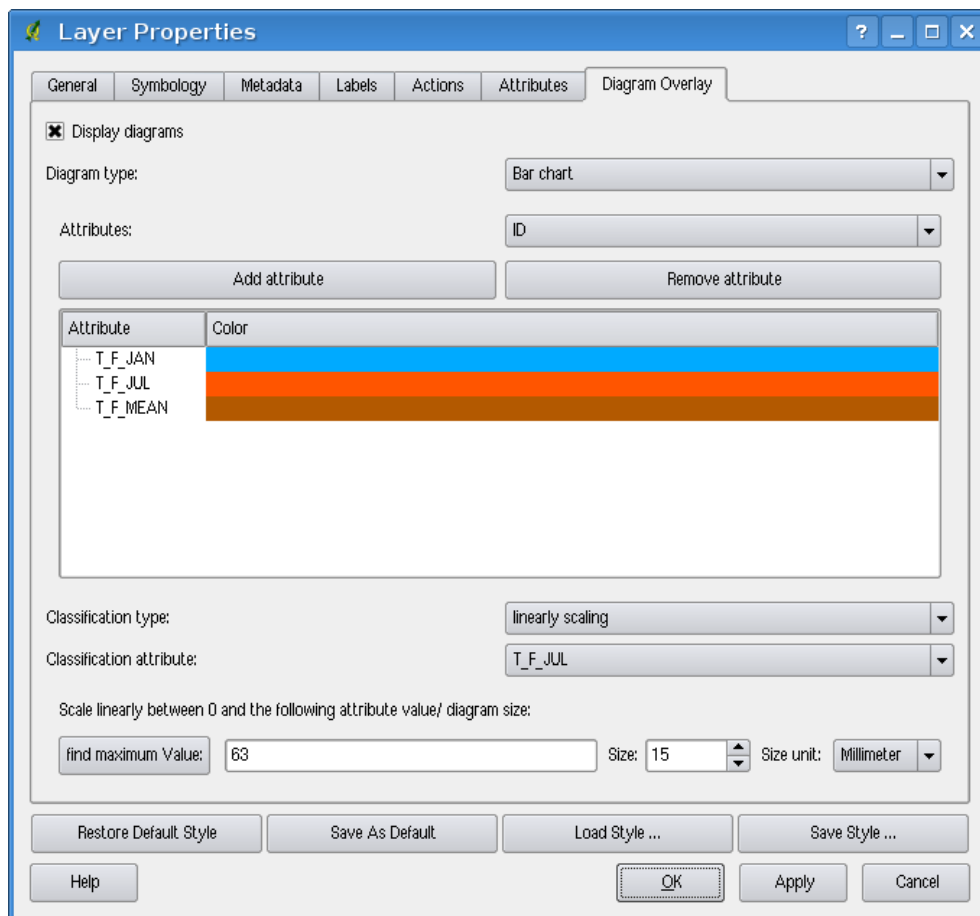 Layer Properties
?
General Symbology Metadata Labels Actions Attributes Diagram Overlay
Display diagrams
Diagram type: Bar chart
Attributes: ID
Add attribute Remove attribute
Attribute Color
T_F_JAN
T_F_JUL
T_F_MEAN
Classification type: linearly scaling
Classification attribute: T_F_JUL
Scale linearly between 0 and the following attribute value/ diagram size:
find maximum Value: 63 Size: 15 Size unit: Millimeter
Restore Default Style Save As Default Load Style ... Save Style ...
Help OK Apply Cancel